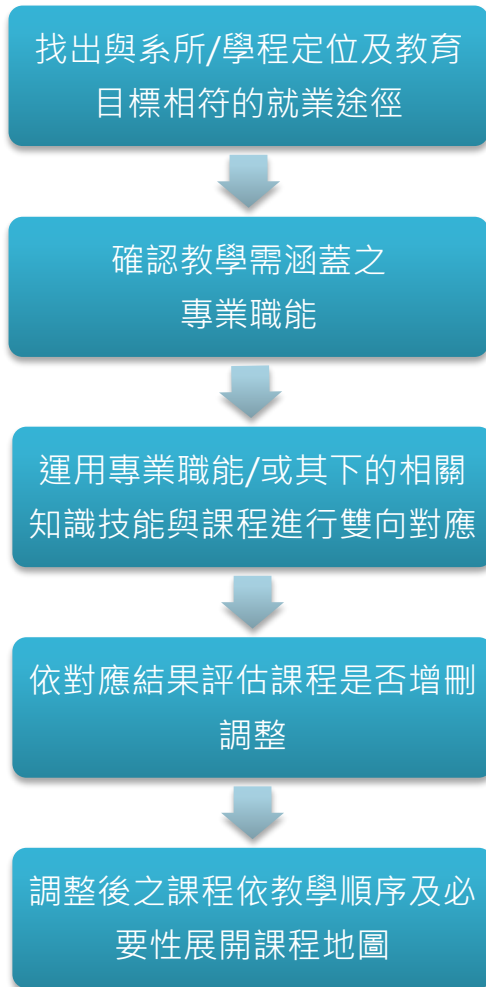 找出與系所/學程定位及教育
目標相符的就業途徑
確認教學需涵蓋之
專業職能
運用專業職能/或其下的相關
知識技能與課程進行雙向對應
依對應結果評估課程是否增刪
調整
調整後之課程依教學順序及必
要性展開課程地圖